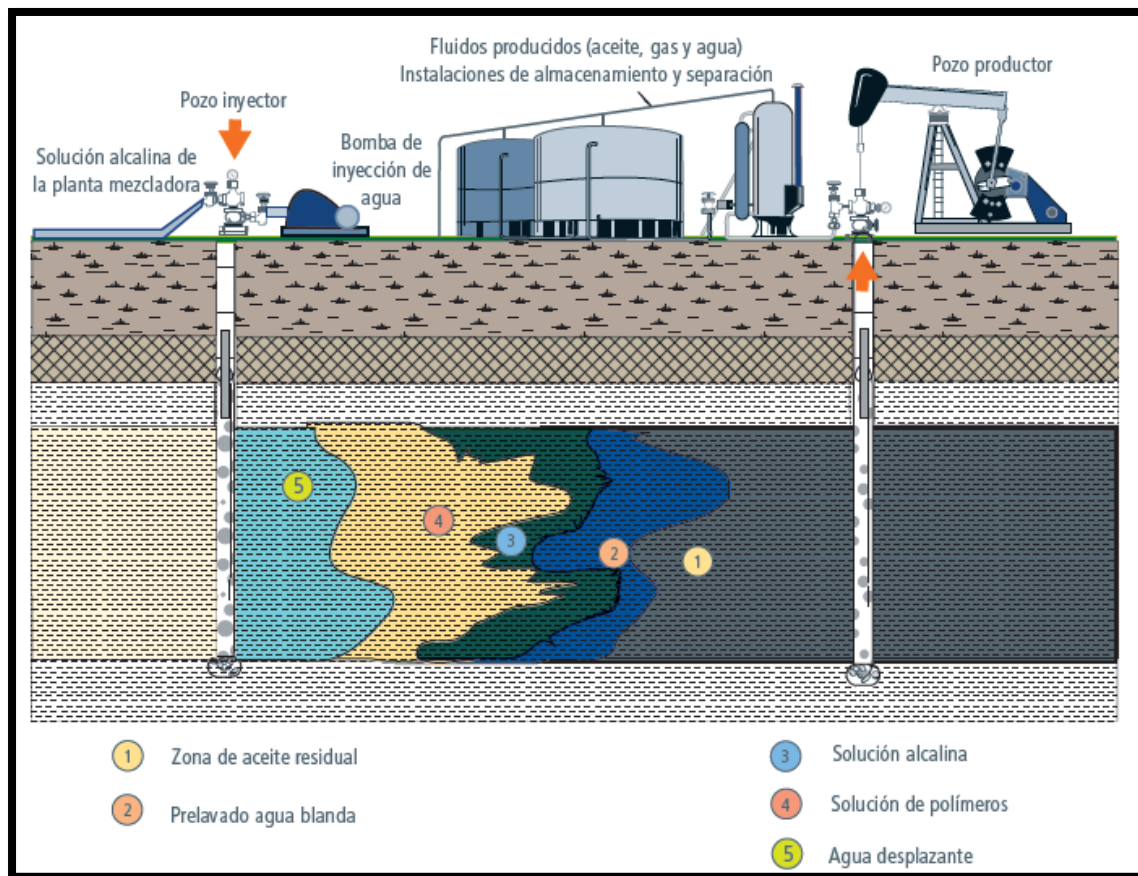 Fluidos producidos (aceite, gas y agua)
Instalaciones de almacenamiento y separación
Pozo productor
Pozo inyector
Bomba de
inyección de
agua
Solución alcalina de
la planta mezcladora
5
4
3
2
1
1 Zona de aceite residual
2 Prelavado agua blanda
3 Solución alcalina
4 Solución de polímeros
5 Agua desplazante